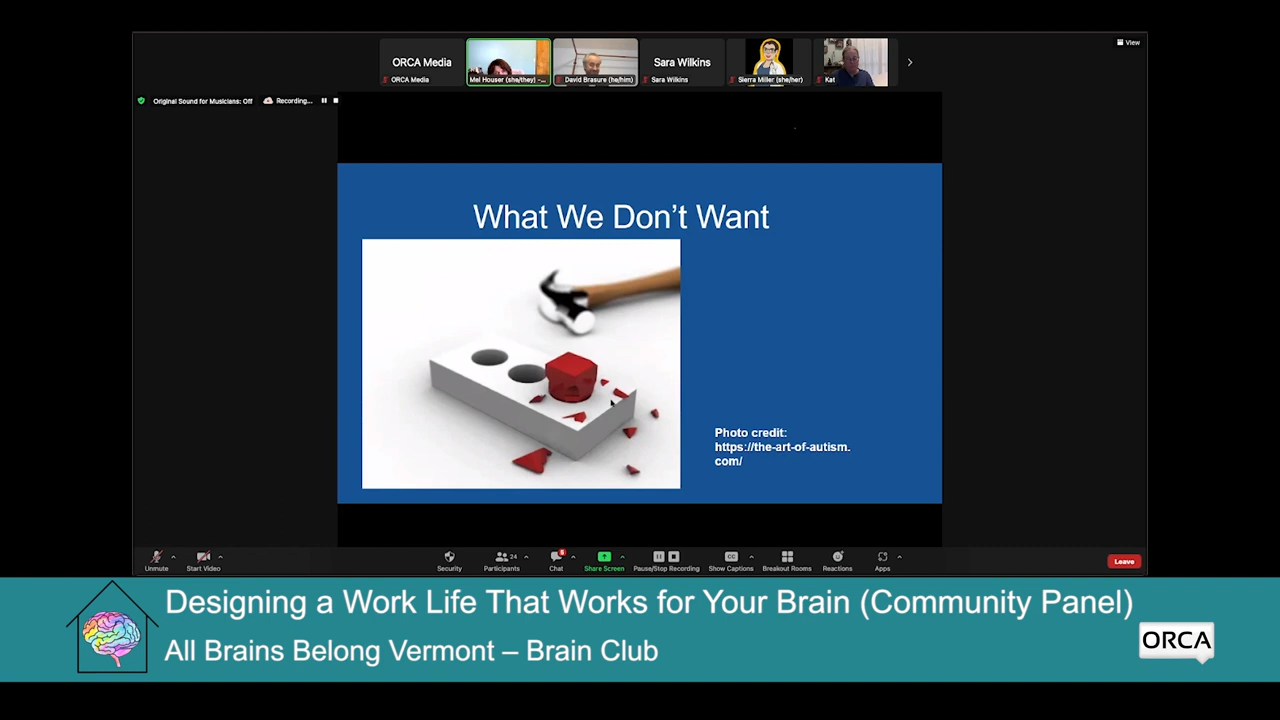 View
ORCA Media
Sara Wilkins
ORCA Media
Mel Houser (she/they) -...
David Brasure (he/him)
Sara Wilkins
Sierra Miller (she/her)
Kat
Original Sound for Musicians: Off
Recording...
What We Don't Want
Photo credit:
https://the-art-of-autism.
com/
Unmute
Start Video
Security
24
Participants
6
Chat
Share Screen
Pause/Stop Recording
CC
Show Captions
Breakout Rooms
Reactions
Apps
Leave
Designing a Work Life That Works for Your Brain (Community Panel)
All Brains Belong Vermont – Brain Club
ORCA